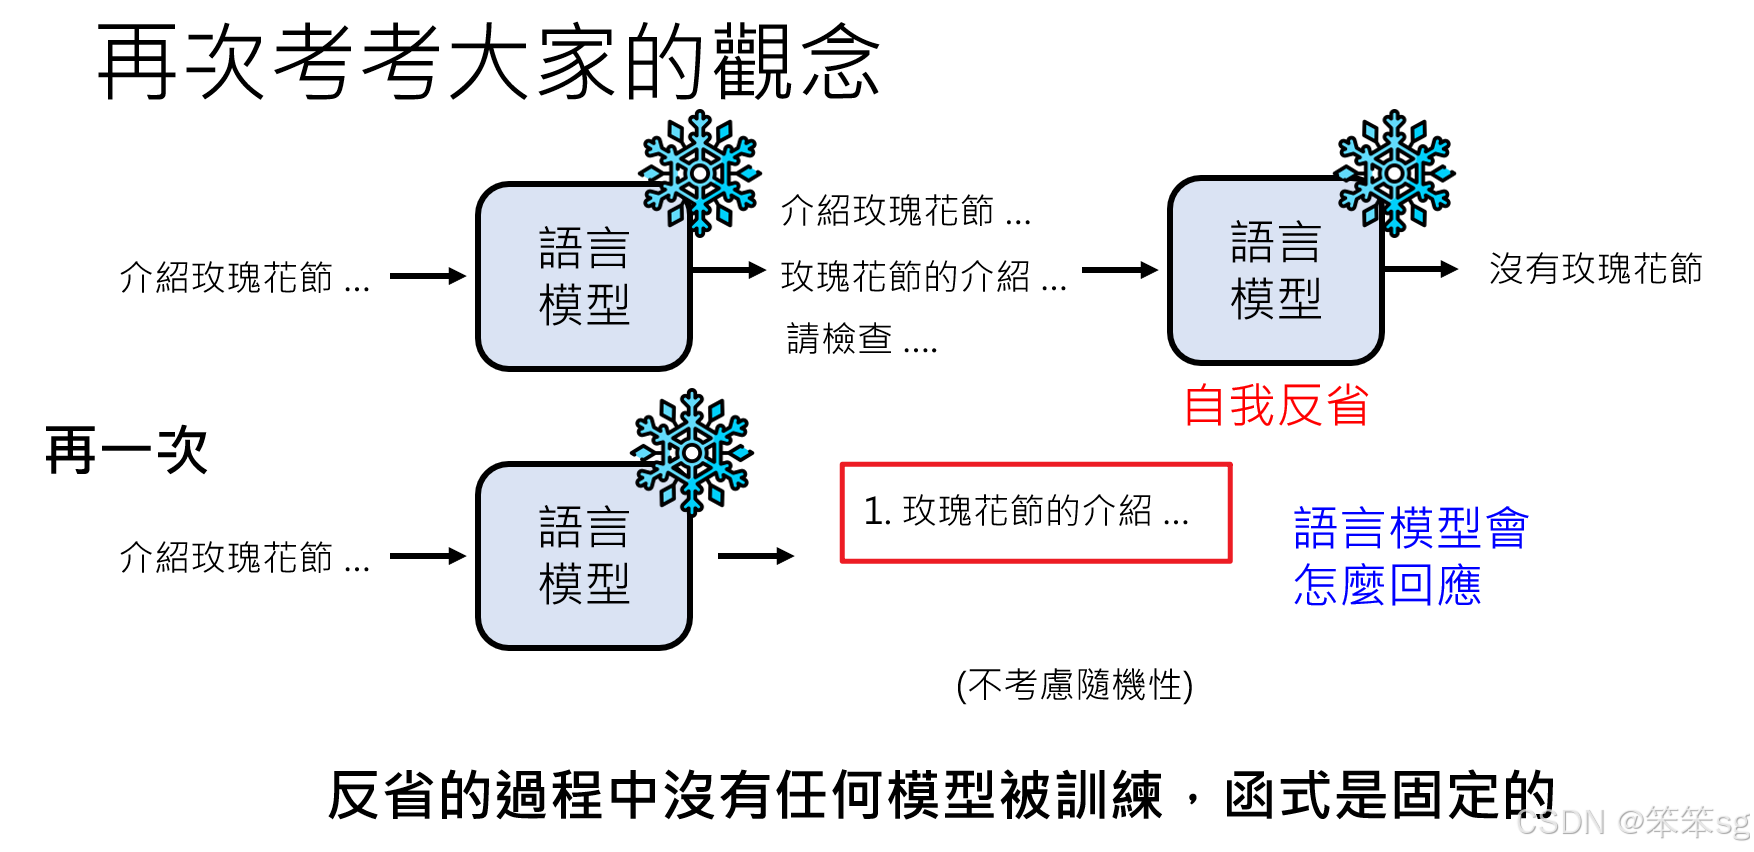 再次考考大家的觀念
介紹玫瑰花節 ...
語言
模型
介紹玫瑰花節 ...
玫瑰花節的介紹 ...
請檢查 ....
語言
模型
沒有玫瑰花節
自我反省
再一次
介紹玫瑰花節 ...
語言
模型
1. 玫瑰花節的介紹 ...
語言模型會
怎麼回應
(不考慮隨機性)
反省的過程中沒有任何模型被訓練，函式是固定的
CSDN @笨笨sg